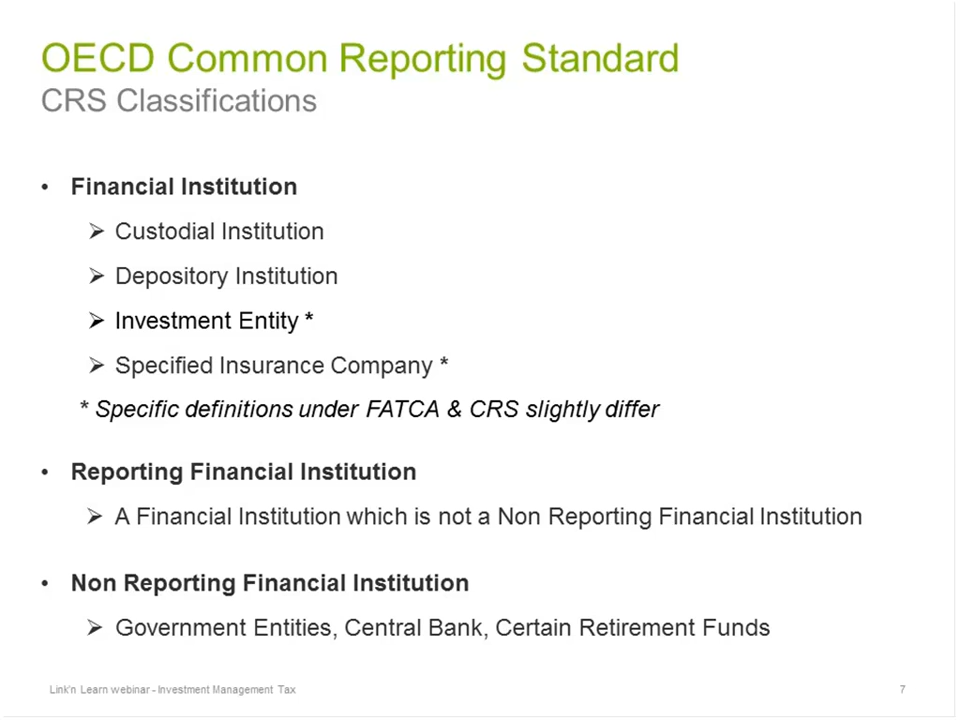 OECD Common Reporting Standard
CRS Classifications
• Financial Institution
➢ Custodial Institution
➢ Depository Institution
➢ Investment Entity *
➢ Specified Insurance Company *
* Specific definitions under FATCA & CRS slightly differ
• Reporting Financial Institution
➢ A Financial Institution which is not a Non Reporting Financial Institution
• Non Reporting Financial Institution
➢ Government Entities, Central Bank, Certain Retirement Funds
Link'n Learn webinar - Investment Management Tax
7